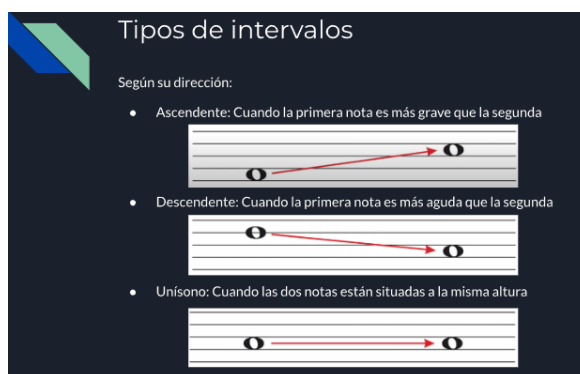 Tipos de intervalos
Según su dirección:
● Ascendente: Cuando la primera nota es más grave que la segunda
● Descendente: Cuando la primera nota es más aguda que la segunda
● Unísono: Cuando las dos notas están situadas a la misma altura